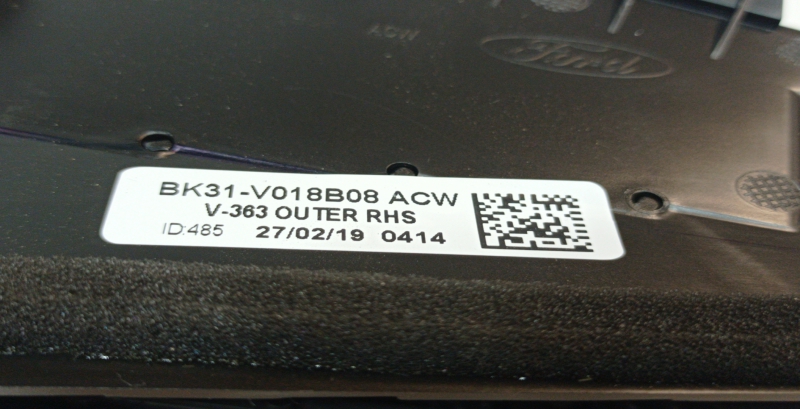 ACW
Ford
BK31-V018B08 ACW
V-363 OUTER RHS
ID:485 27/02/19 0414